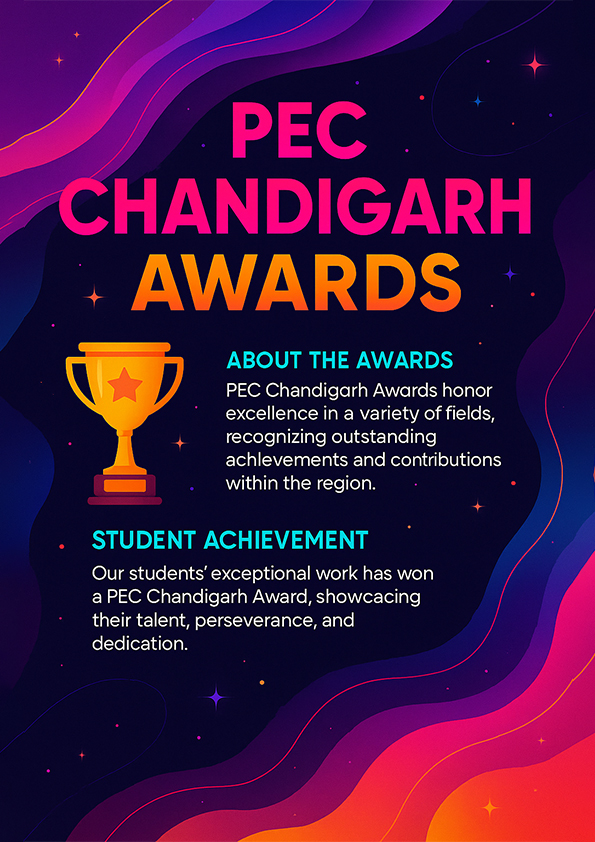 PEC
CHANDIGARH
AWARDS
ABOUT THE AWARDS
PEC Chandigarh Awards honor
excellence in a variety of fields,
recognizing outstanding
achlevements and contributions
within the region.
STUDENT ACHIEVEMENT
Our students' exceptional work has won
a PEC Chandigarh Award, showcacing
their talent, perseverance, and
dedication.